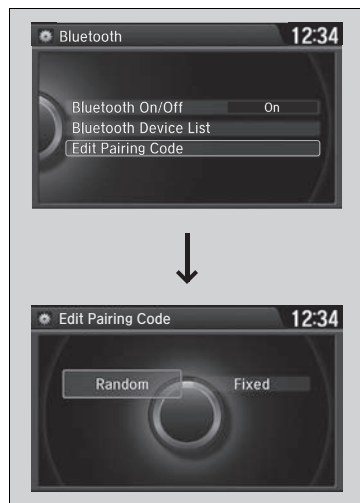 Bluetooth 12:34
Bluetooth On/Off On
Bluetooth Device List
Edit Pairing Code
Edit Pairing Code 12:34
Random Fixed